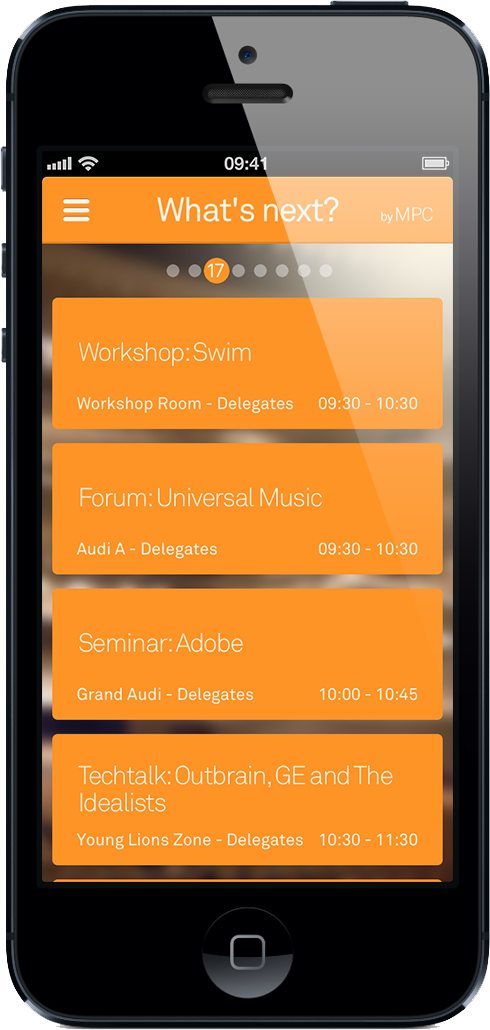 09:41
What's next? by MPC
17
Workshop: Swim
Workshop Room - Delegates 09:30 - 10:30
Forum: Universal Music
Audi A - Delegates 09:30 - 10:30
Seminar: Adobe
Grand Audi - Delegates 10:00 - 10:45
Techtalk: Outbrain, GE and The
Idealists
Young Lions Zone - Delegates 10:30 - 11:30